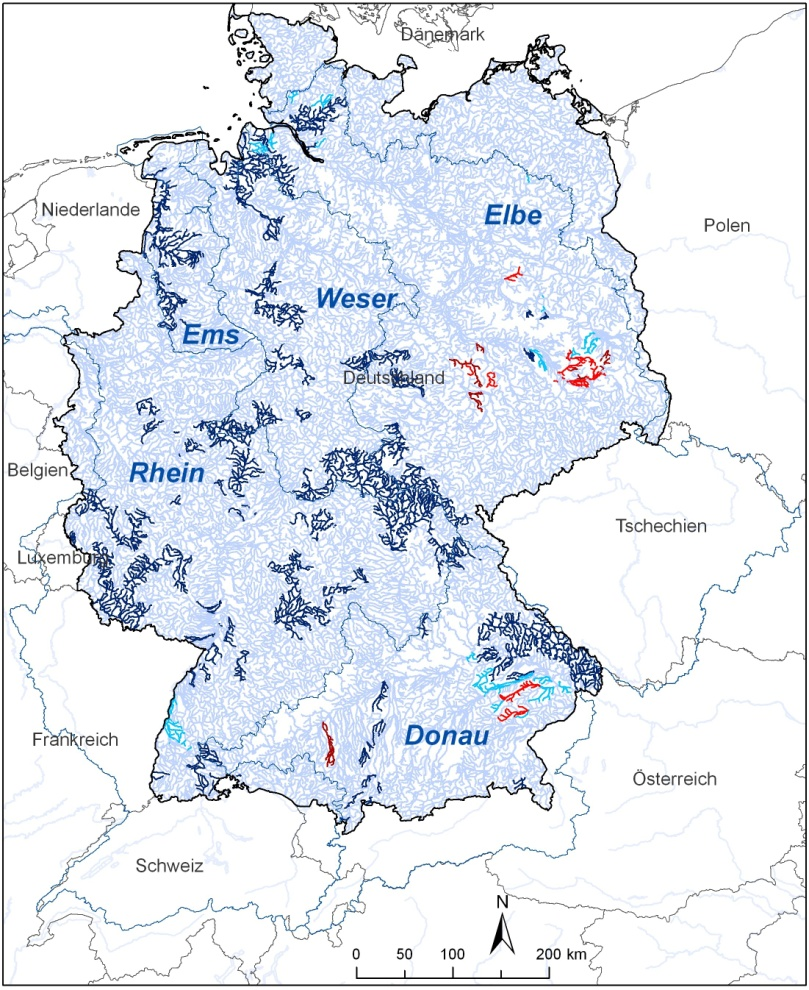 Dänemark
Niederlande
Elbe
Polen
Weser
Ems
Deutschland
Belgien
Rhein
Tschechien
Luxemburg
Frankreich
Donau
Österreich
Schweiz
N
0 50 100 200 km